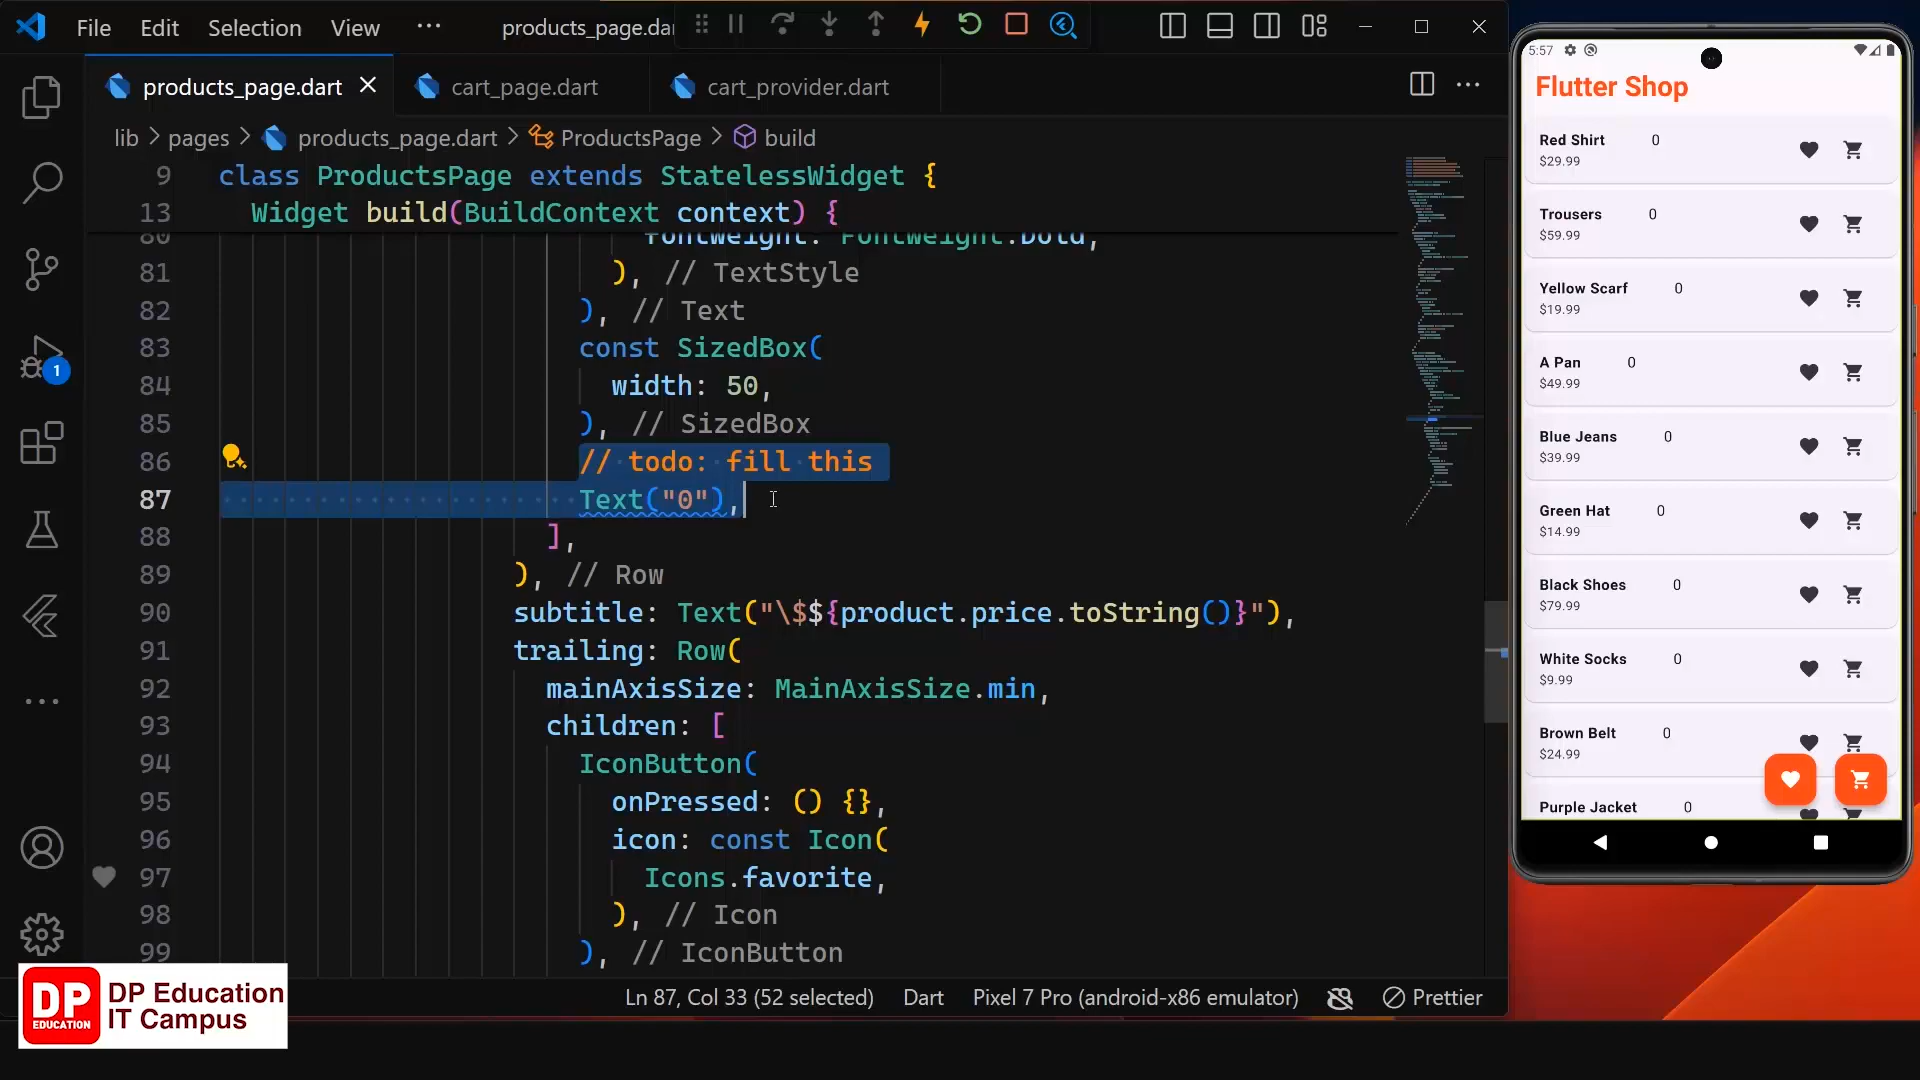 File Edit Selection View ··· products_page.da
products_page.dart cart_page.dart cart_provider.dart
lib > pages > products_page.dart > ProductsPage > build
9 class ProductsPage extends StatelessWidget {
13 Widget build(BuildContext context) {
80 fontWeight: FontWeight.bold,
81 ), // TextStyle
82 ), // Text
83 const SizedBox(
84 width: 50,
85 ), // SizedBox
86 // todo: fill this
87 Text("0"),
88 ],
89 ), // Row
90 subtitle: Text("\$${product.price.toString()}"),
91 trailing: Row(
92 mainAxisSize: MainAxisSize.min,
93 children: [
94 IconButton(
95 onPressed: () {},
96 icon: const Icon(
97 Icons.favorite,
98 ), // Icon
99 ), // IconButton
1
Ln 87, Col 33 (52 selected) Dart Pixel 7 Pro (android-x86 emulator) Prettier
DP EDUCATION
DP Education
IT Campus
5:57
Flutter Shop
Red Shirt 0
$29.99
Trousers 0
$59.99
Yellow Scarf 0
$19.99
A Pan 0
$49.99
Blue Jeans 0
$39.99
Green Hat 0
$14.99
Black Shoes 0
$79.99
White Socks 0
$9.99
Brown Belt 0
$24.99
Purple Jacket 0